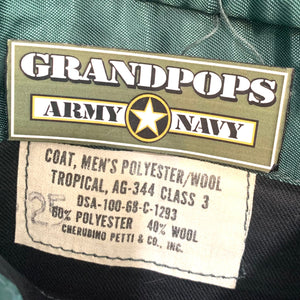 GRANDPOPS
ARMY NAVY
COAT, MEN'S POLYESTER/WOOL
TROPICAL, AG-344 CLASS 3
DSA-100-68-C-1293
60% POLYESTER 40% WOOL
CHERUBINO PETTI & CO., INC.
25